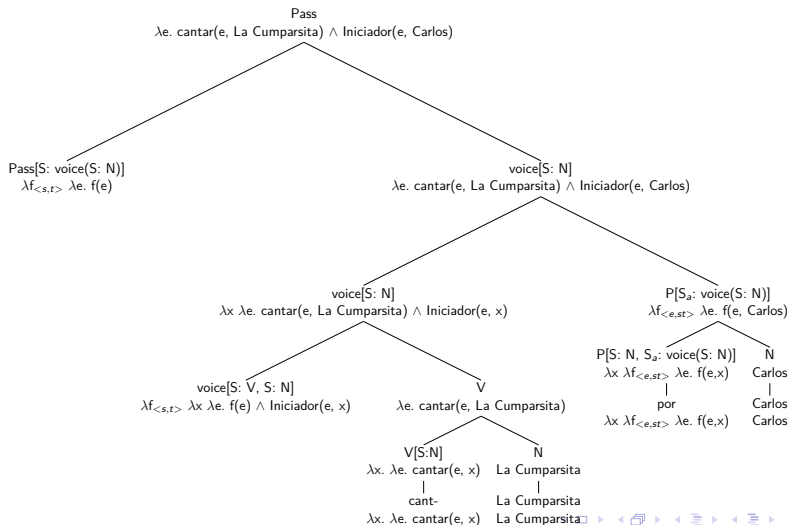 Pass
λe. cantar(e, La Cumparsita) ∧ Iniciador(e, Carlos)
Pass[S: voice(S: N)]
λf<s,t> λe. f(e)
voice[S: N]
λe. cantar(e, La Cumparsita) ∧ Iniciador(e, Carlos)
voice[S: N]
λx λe. cantar(e, La Cumparsita) ∧ Iniciador(e, x)
P[Sa: voice(S: N)]
λf<e,st> λe. f(e, Carlos)
voice[S: V, S: N]
λf<s,t> λx λe. f(e) ∧ Iniciador(e, x)
V
λe. cantar(e, La Cumparsita)
P[S: N, Sa: voice(S: N)]
λx λf<e,st> λe. f(e,x)
por
λx λf<e,st> λe. f(e,x)
N
Carlos
Carlos
Carlos
V[S:N]
λx. λe. cantar(e, x)
cant-
λx. λe. cantar(e, x)
N
La Cumparsita
La Cumparsita
La Cumparsita